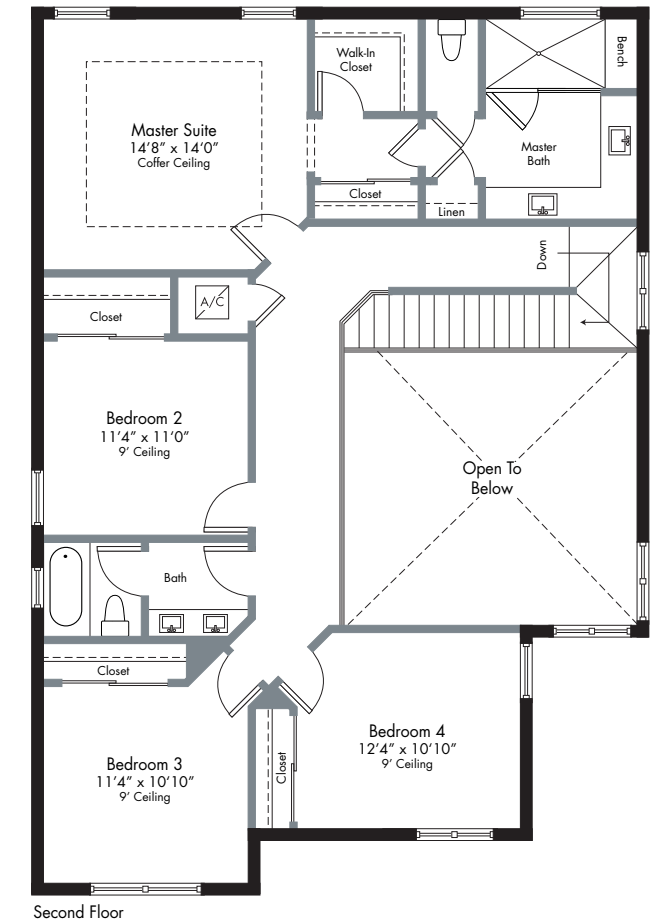 Walk-In
Closet
Bench
Master Suite
14’8” x 14’0”
Coffer Ceiling
Master
Bath
Closet
Linen
Down
A/C
Closet
Bedroom 2
11’4” x 11’0”
9’ Ceiling
Open To
Below
Bath
Closet
Bedroom 4
12’4” x 10’10”
9’ Ceiling
Closet
Bedroom 3
11’4” x 10’10”
9’ Ceiling
Second Floor